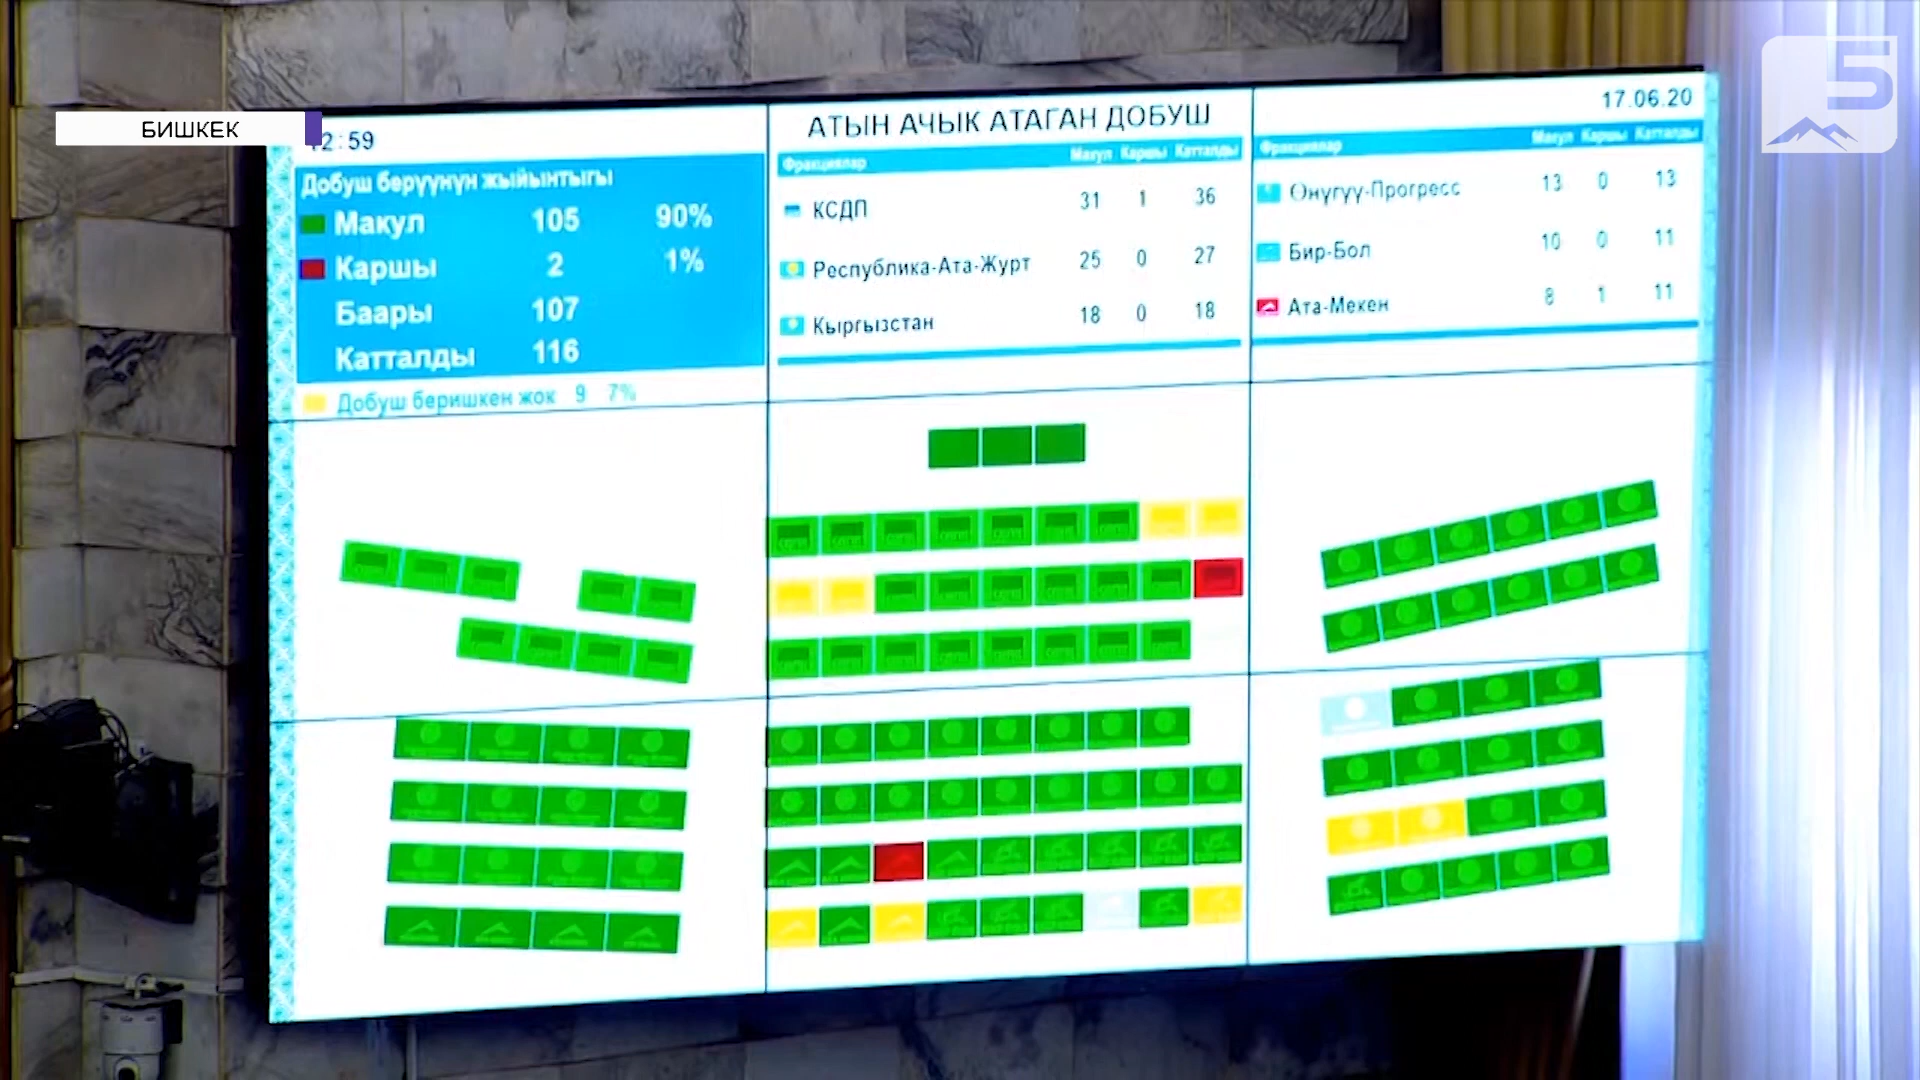 БИШКЕК
5
2:59
АТЫН АЧЫК АТАГАН ДОБУШ
17.06.20
Добуш берүүнүн жыйынтыгы
Макул 105 90%
Каршы 2 1%
Баары 107
Катталды 116
Добуш беришкен жок 9 7%
Фракциялар Макул Каршы Катталды
КСДП 31 1 36
Республика-Ата-Журт 25 0 27
Кыргызстан 18 0 18
Фракциялар Макул Каршы Катталды
Өнүгүү-Прогресс 13 0 13
Бир-Бол 10 0 11
Ата-Мекен 8 1 11